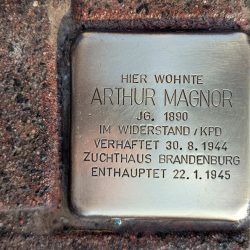 HIER WOHNTE
ARTHUR MAGNOR
JG. 1890
IM WIDERSTAND / KPD
VERHAFTET 30. 8. 1944
ZUCHTHAUS BRANDENBURG
ENTHAUPTET 22. 1. 1945